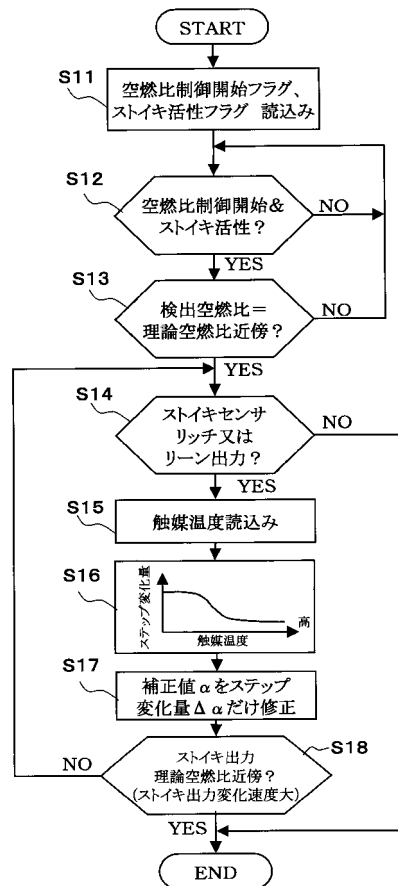 START
S11
空燃比制御開始フラグ、
ストイキ活性フラグ 読込み
S12
空燃比制御開始&
ストイキ活性？
NO
YES
S13
検出空燃比＝
理論空燃比近傍？
NO
YES
S14
ストイキセンサ
リッチ又は
リーン出力？
NO
YES
S15
触媒温度読込み
S16
ステップ変化量
高
触媒温度
S17
補正値αをステップ
変化量Δαだけ修正
S18
ストイキ出力
理論空燃比近傍？
(ストイキ出力変化速度大)
NO
YES
END